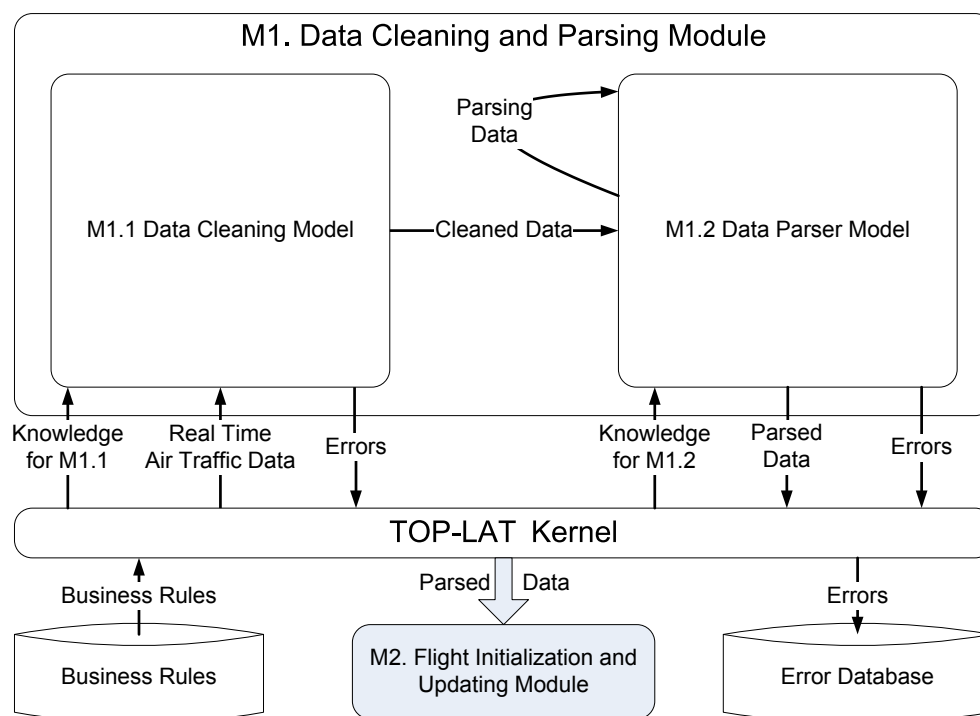 M1. Data Cleaning and Parsing Module
Parsing
Data
M1.1 Data Cleaning Model
Cleaned Data
M1.2 Data Parser Model
Knowledge
for M1.1
Real Time
Air Traffic Data
Errors
Knowledge
for M1.2
Parsed
Data
Errors
TOP-LAT Kernel
Parsed Data
Business Rules
Errors
Business Rules
M2. Flight Initialization and
Updating Module
Error Database